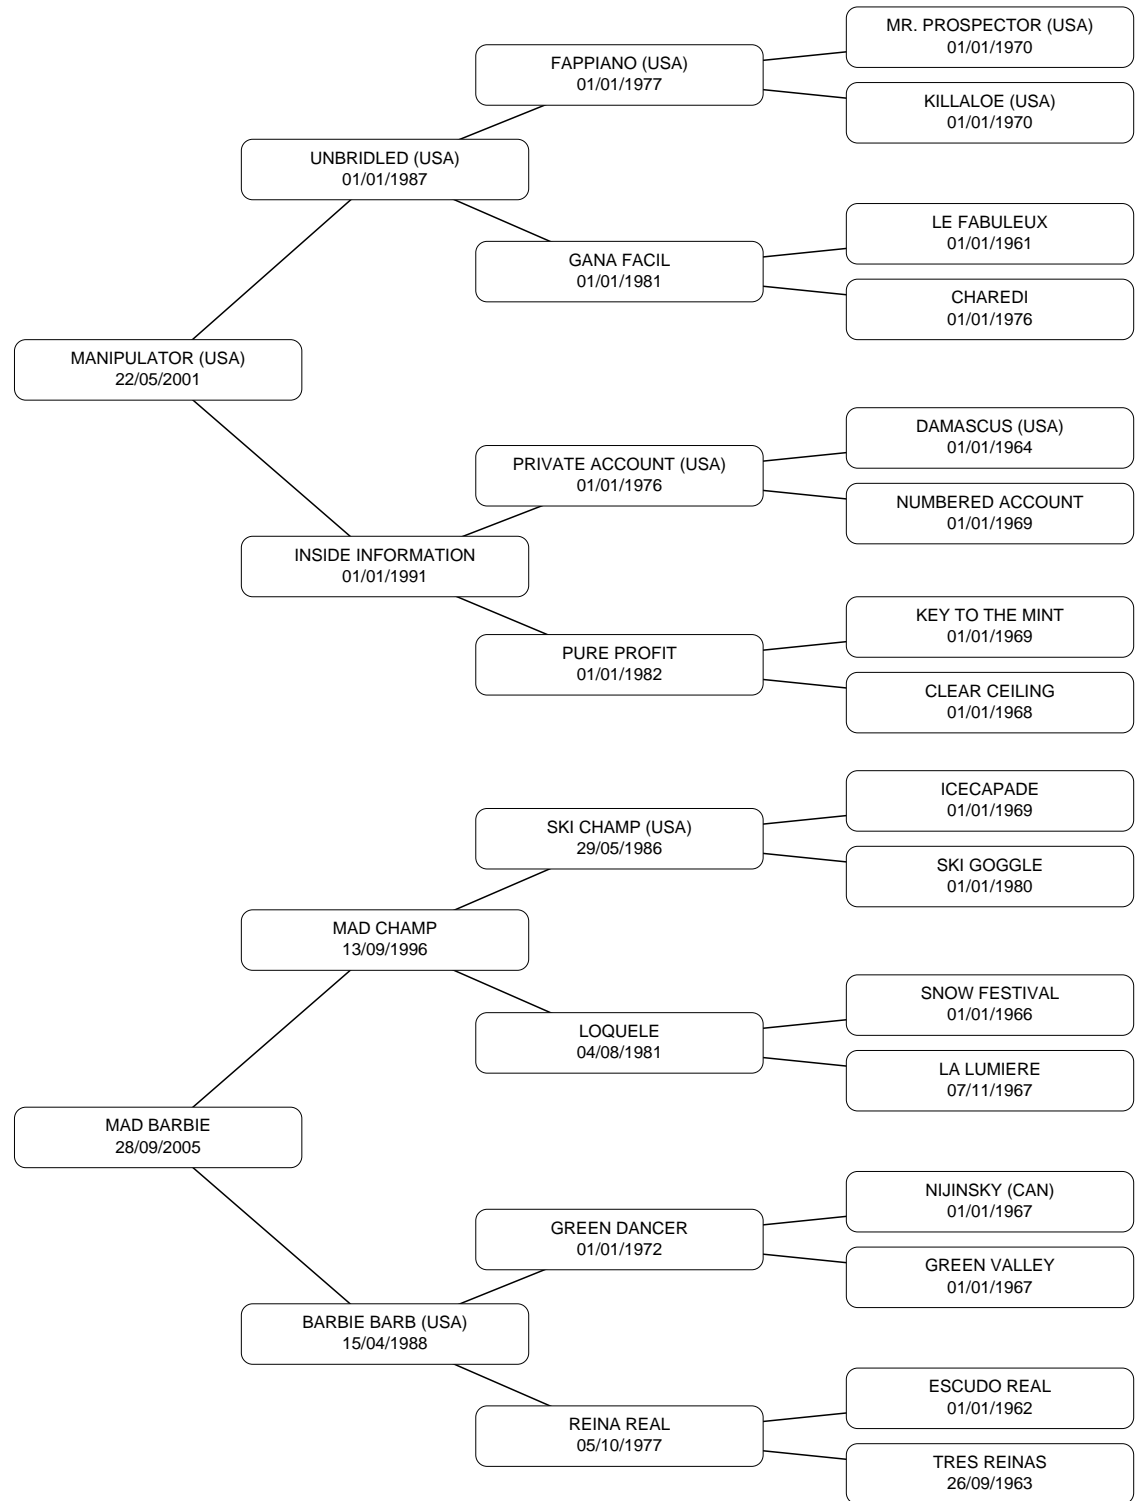 MR. PROSPECTOR (USA)
01/01/1970
FAPPIANO (USA)
01/01/1977
KILLALOE (USA)
01/01/1970
UNBRIDLED (USA)
01/01/1987
LE FABULEUX
01/01/1961
GANA FACIL
01/01/1981
CHAREDI
01/01/1976
MANIPULATOR (USA)
22/05/2001
DAMASCUS (USA)
01/01/1964
PRIVATE ACCOUNT (USA)
01/01/1976
NUMBERED ACCOUNT
01/01/1969
INSIDE INFORMATION
01/01/1991
KEY TO THE MINT
01/01/1969
PURE PROFIT
01/01/1982
CLEAR CEILING
01/01/1968
ICECAPADE
01/01/1969
SKI CHAMP (USA)
29/05/1986
SKI GOGGLE
01/01/1980
MAD CHAMP
13/09/1996
SNOW FESTIVAL
01/01/1966
LOQUELE
04/08/1981
LA LUMIERE
07/11/1967
MAD BARBIE
28/09/2005
NIJINSKY (CAN)
01/01/1967
GREEN DANCER
01/01/1972
GREEN VALLEY
01/01/1967
BARBIE BARB (USA)
15/04/1988
ESCUDO REAL
01/01/1962
REINA REAL
05/10/1977
TRES REINAS
26/09/1963